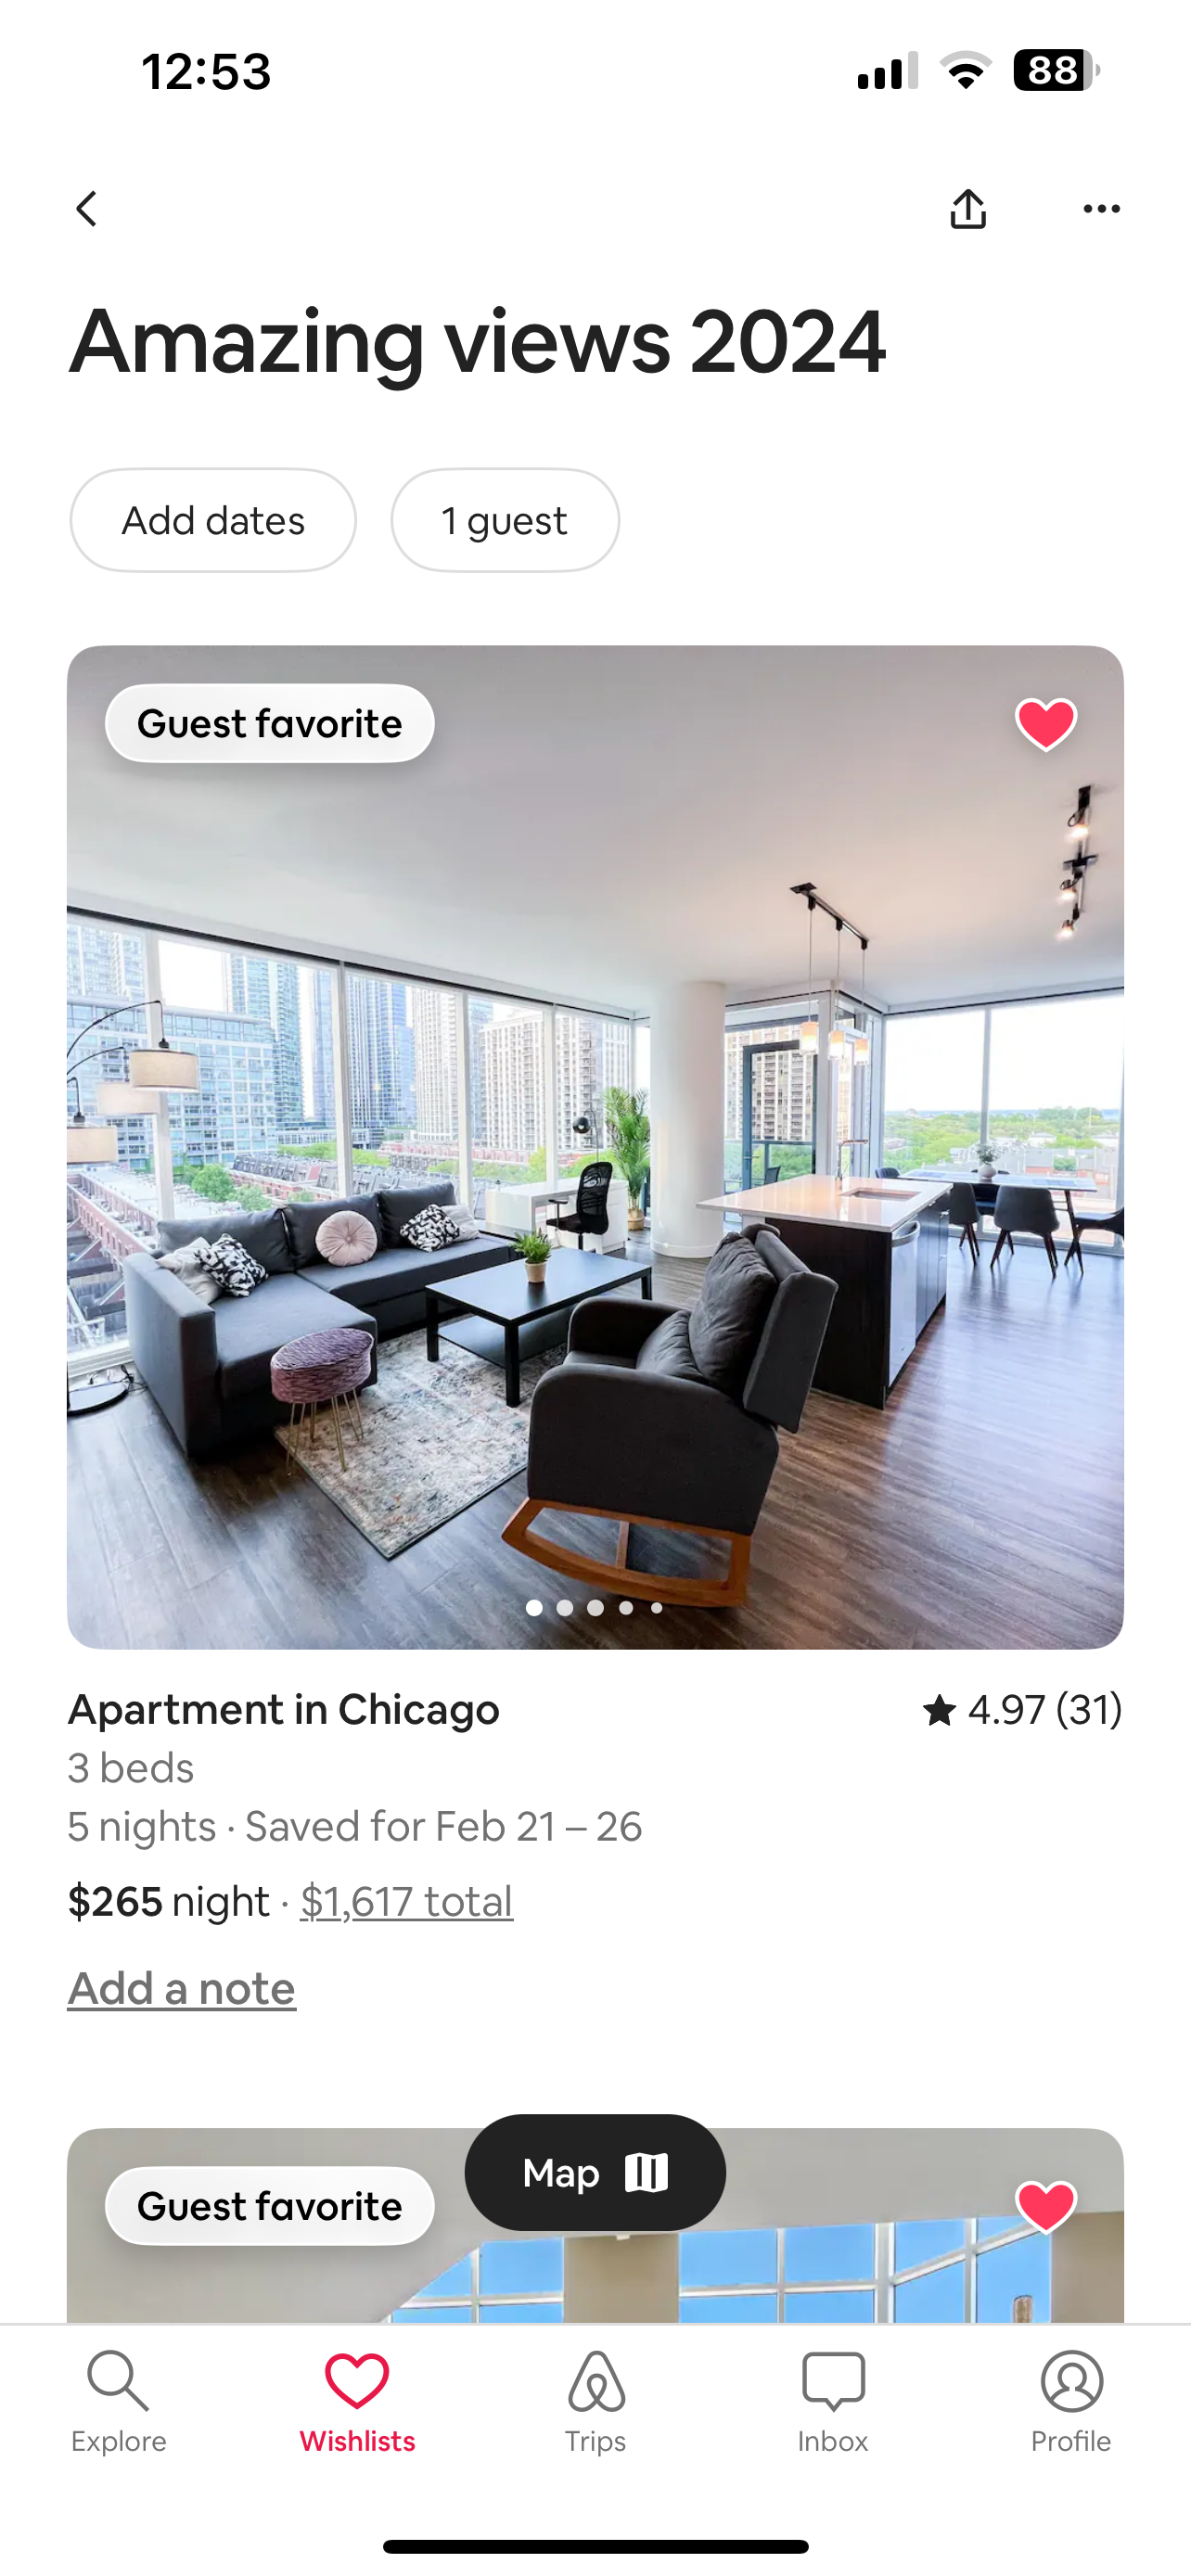 12:53
88
Amazing views 2024
Add dates
1 guest
Guest favorite
Apartment in Chicago
★ 4.97 (31)
3 beds
5 nights · Saved for Feb 21 – 26
$265 night · $1,617 total
Add a note
Map
Guest favorite
Explore
Wishlists
Trips
Inbox
Profile